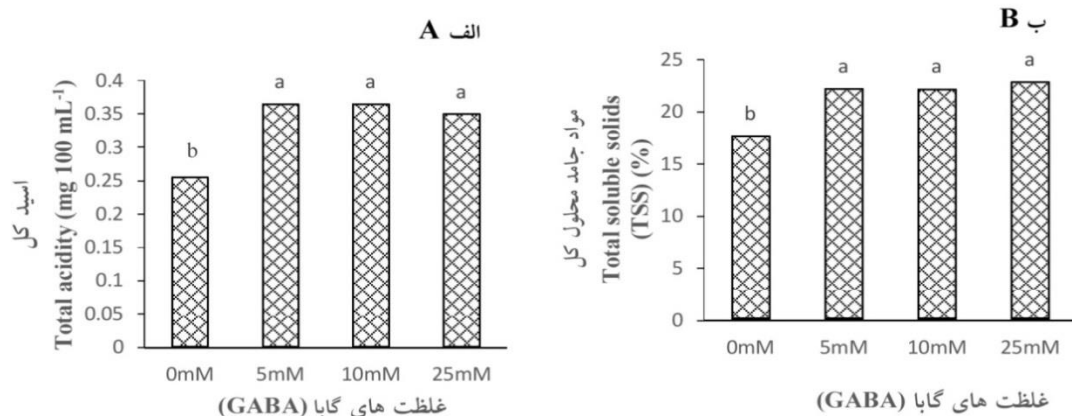 الف A
اسید کل
Total acidity (mg 100 mL⁻¹)
0.4
0.35
0.3
0.25
0.2
0.15
0.1
0.05
0
b
a
a
a
0mM
5mM
10mM
25mM
غلظت های گابا (GABA)
ب B
مواد جامد محلول کل
Total soluble solids
(TSS) (%)
25
20
15
10
5
0
b
a
a
a
0mM
5mM
10mM
25mM
غلظت های گابا (GABA)